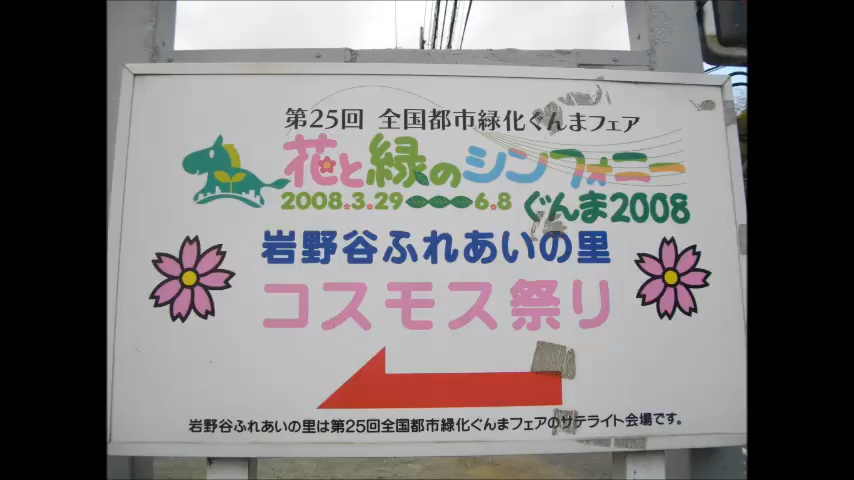 第25回 全国都市緑化ぐんまフェア
花と緑のシンフォニー
2008.3.29 6.8 ぐんま2008
岩野谷ふれあいの里
コスモス祭り
岩野谷ふれあいの里は第25回全国都市緑化ぐんまフェアのサテライト会場です。